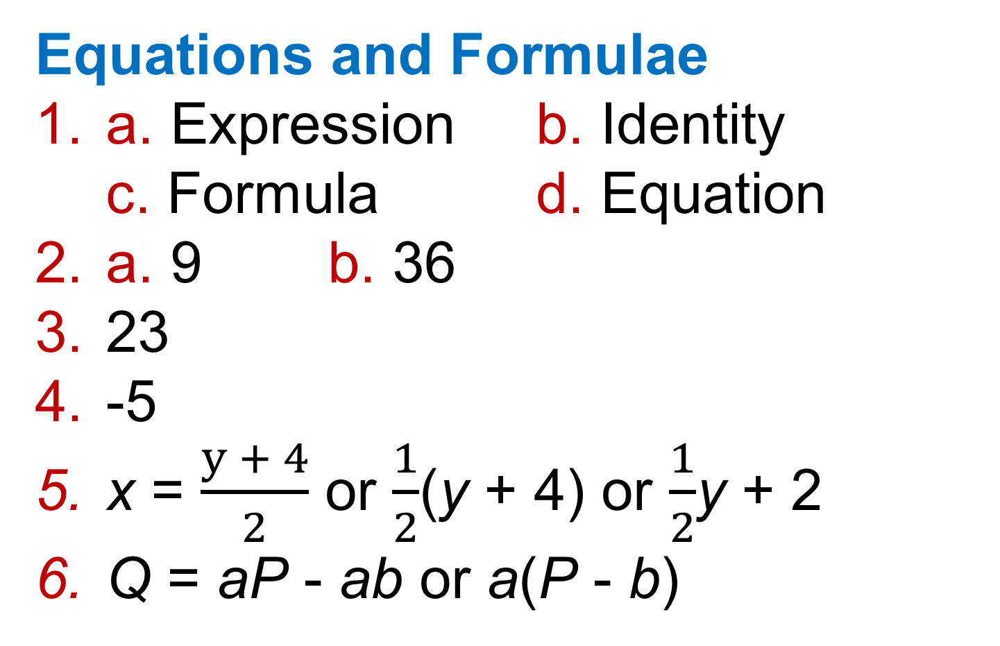 Equations and Formulae
1. a. Expression b. Identity
c. Formula d. Equation
2. a. 9 b. 36
3. 23
4. -5
5. x = \frac{y + 4}{2} or \frac{1}{2}(y + 4) or \frac{1}{2}y + 2
6. Q = aP - ab or a(P - b)